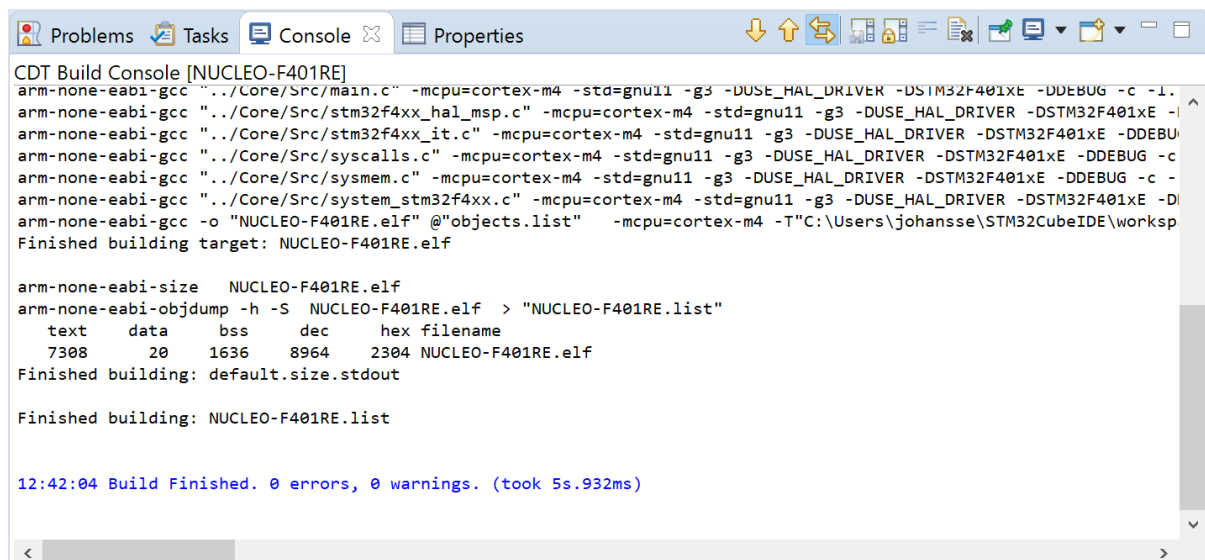 Problems Tasks Console Properties
CDT Build Console [NUCLEO-F401RE]
arm-none-eabi-gcc "../Core/Src/main.c" -mcpu=cortex-m4 -std=gnu11 -g3 -DUSE_HAL_DRIVER -DSTM32F401xE -DDEBUG -c -I.
arm-none-eabi-gcc "../Core/Src/stm32f4xx_hal_msp.c" -mcpu=cortex-m4 -std=gnu11 -g3 -DUSE_HAL_DRIVER -DSTM32F401xE -
arm-none-eabi-gcc "../Core/Src/stm32f4xx_it.c" -mcpu=cortex-m4 -std=gnu11 -g3 -DUSE_HAL_DRIVER -DSTM32F401xE -DDEBU
arm-none-eabi-gcc "../Core/Src/syscalls.c" -mcpu=cortex-m4 -std=gnu11 -g3 -DUSE_HAL_DRIVER -DSTM32F401xE -DDEBUG -c
arm-none-eabi-gcc "../Core/Src/sysmem.c" -mcpu=cortex-m4 -std=gnu11 -g3 -DUSE_HAL_DRIVER -DSTM32F401xE -DDEBUG -c -
arm-none-eabi-gcc "../Core/Src/system_stm32f4xx.c" -mcpu=cortex-m4 -std=gnu11 -g3 -DUSE_HAL_DRIVER -DSTM32F401xE -D
arm-none-eabi-gcc -o "NUCLEO-F401RE.elf" @"objects.list" -mcpu=cortex-m4 -T"C:\Users\johansse\STM32CubeIDE\worksp
Finished building target: NUCLEO-F401RE.elf
arm-none-eabi-size NUCLEO-F401RE.elf
arm-none-eabi-objdump -h -S NUCLEO-F401RE.elf > "NUCLEO-F401RE.list"
text data bss dec hex filename
7308 20 1636 8964 2304 NUCLEO-F401RE.elf
Finished building: default.size.stdout
Finished building: NUCLEO-F401RE.list
12:42:04 Build Finished. 0 errors, 0 warnings. (took 5s.932ms)